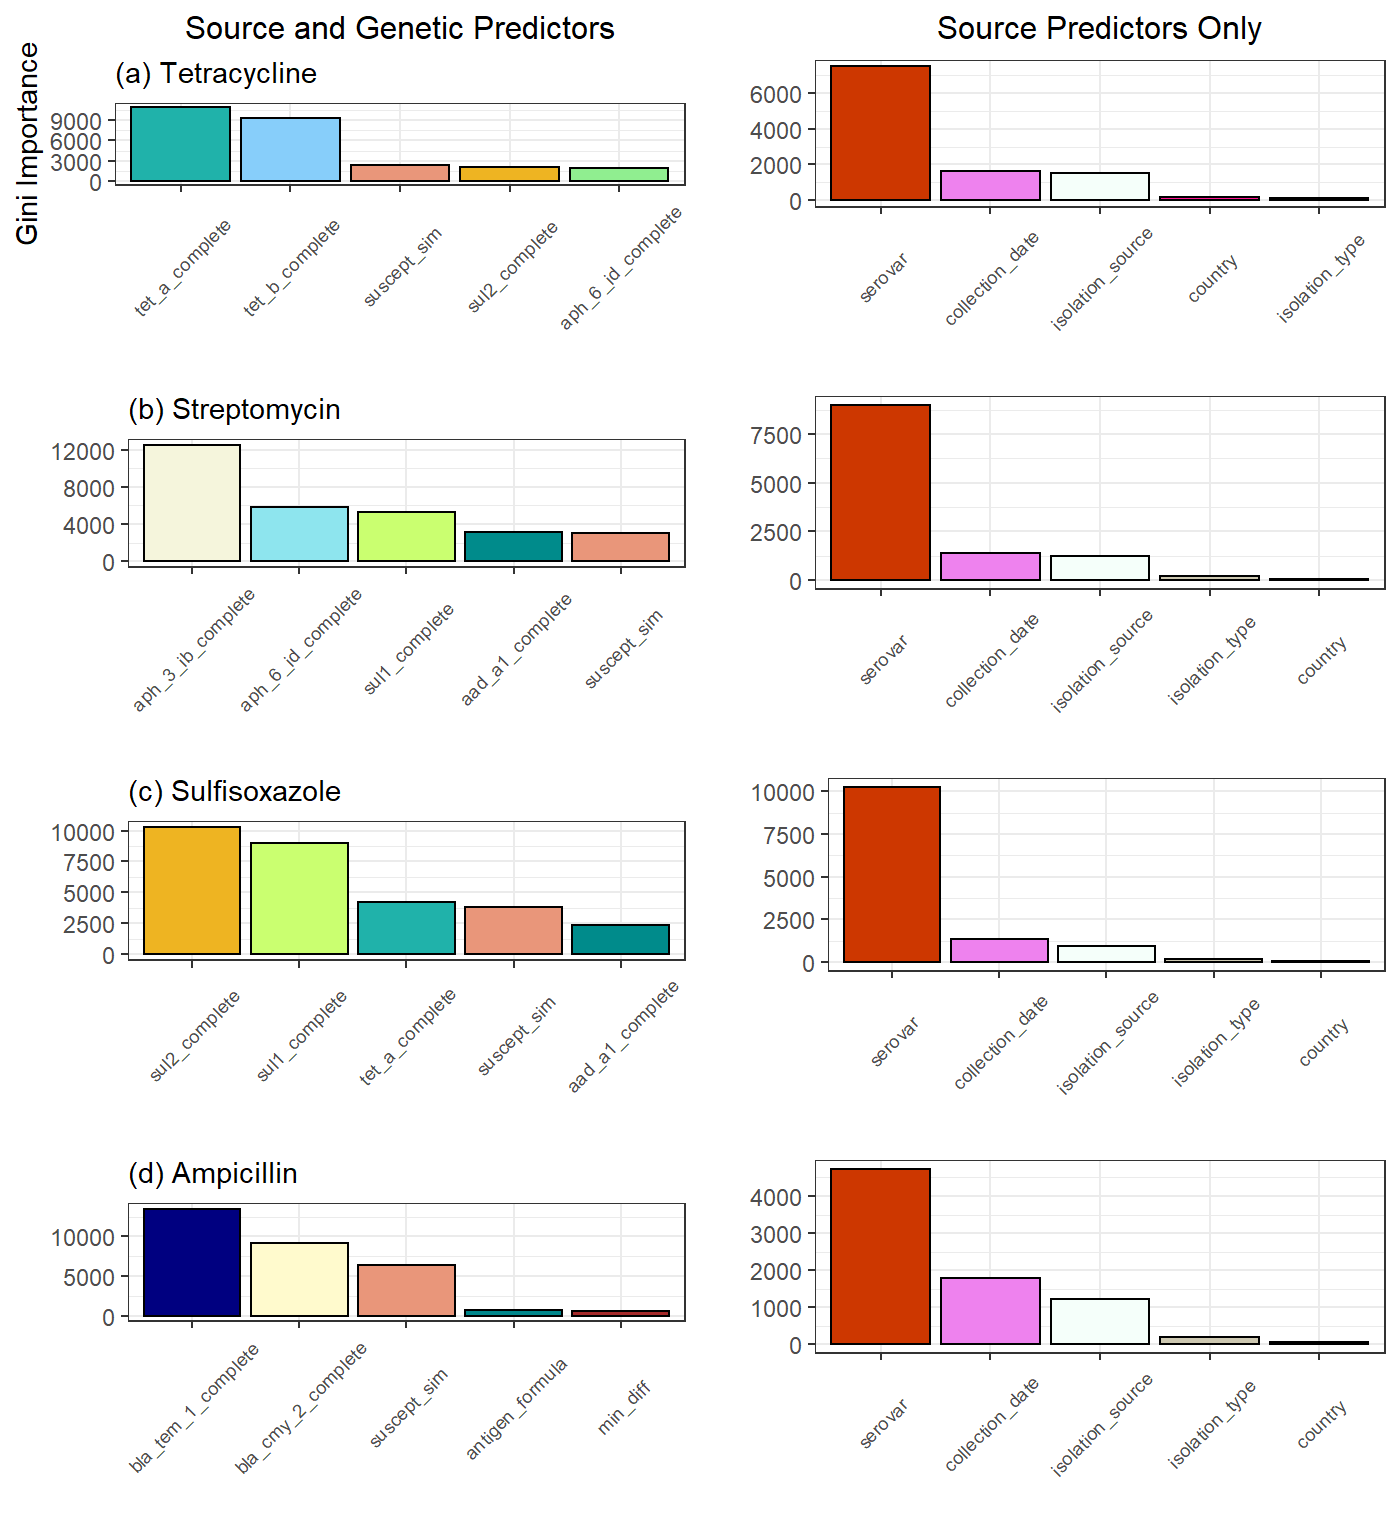 Source and Genetic Predictors
Source Predictors Only
Gini Importance
(a) Tetracycline
9000
6000
3000
0
tet_a_complete
tet_b_complete
suscept_sim
sul2_complete
aph_6_id_complete
6000
4000
2000
0
serovar
collection_date
isolation_source
country
isolation_type
(b) Streptomycin
12000
8000
4000
0
aph_3_ib_complete
aph_6_id_complete
sul1_complete
aad_a1_complete
suscept_sim
7500
5000
2500
0
serovar
collection_date
isolation_source
isolation_type
country
(c) Sulfisoxazole
10000
7500
5000
2500
0
sul2_complete
sul1_complete
tet_a_complete
suscept_sim
aad_a1_complete
10000
7500
5000
2500
0
serovar
collection_date
isolation_source
isolation_type
country
(d) Ampicillin
10000
5000
0
bla_tem_1_complete
bla_cmy_2_complete
suscept_sim
antigen_formula
min_diff
4000
3000
2000
1000
0
serovar
collection_date
isolation_source
isolation_type
country